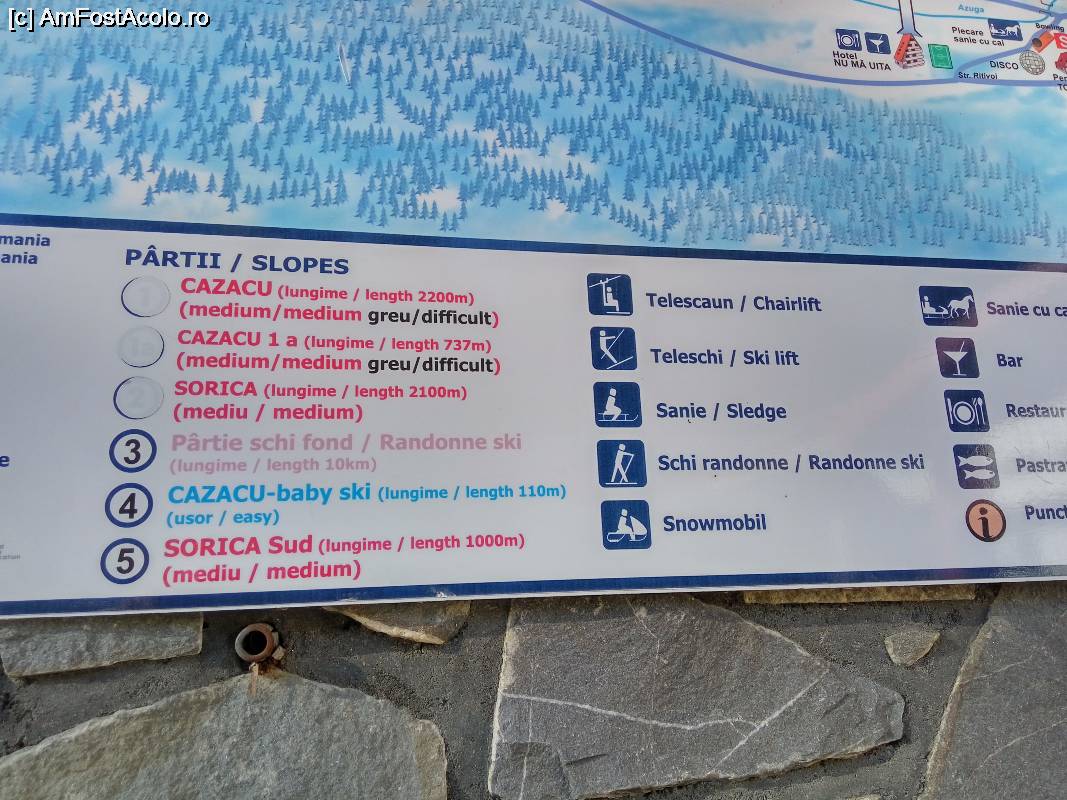 [c] AmFostAcolo.ro
Azuga
Plecare
sanie cu cal
Bowling
Hotel
NU MĂ UITA
DISCO
Str. Ritivoi
mania
ania
e
PÂRTII / SLOPES
1 CAZACU (lungime / length 2200m)
(medium/medium greu/difficult)
1a CAZACU 1 a (lungime / length 737m)
(medium/medium greu/difficult)
2 SORICA (lungime / length 2100m)
(mediu / medium)
3 Pârtie schi fond / Randonne ski
(lungime / length 10km)
4 CAZACU-baby ski (lungime / length 110m)
(usor / easy)
5 SORICA Sud (lungime / length 1000m)
(mediu / medium)
Telescaun / Chairlift
Teleschi / Ski lift
Sanie / Sledge
Schi randonne / Randonne ski
Snowmobil
Sanie cu ca
Bar
Restaur
Pastra
i Punct